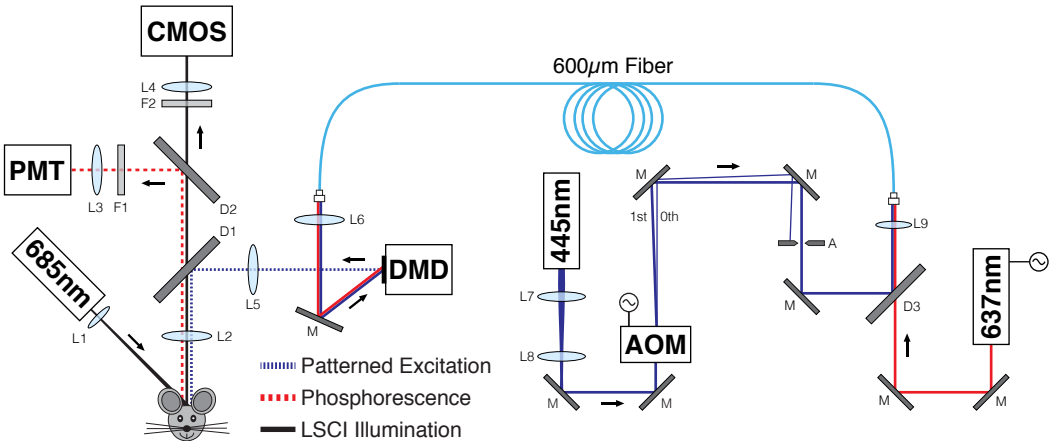 CMOS
L4
F2
PMT
L3
F1
D2
D1
685nm
L1
L2
L5
L6
DMD
M
600µm Fiber
445nm
L7
L8
M
AOM
M
M
1st
0th
M
A
M
L9
D3
637nm
M
M
Patterned Excitation
Phosphorescence
LSCI Illumination